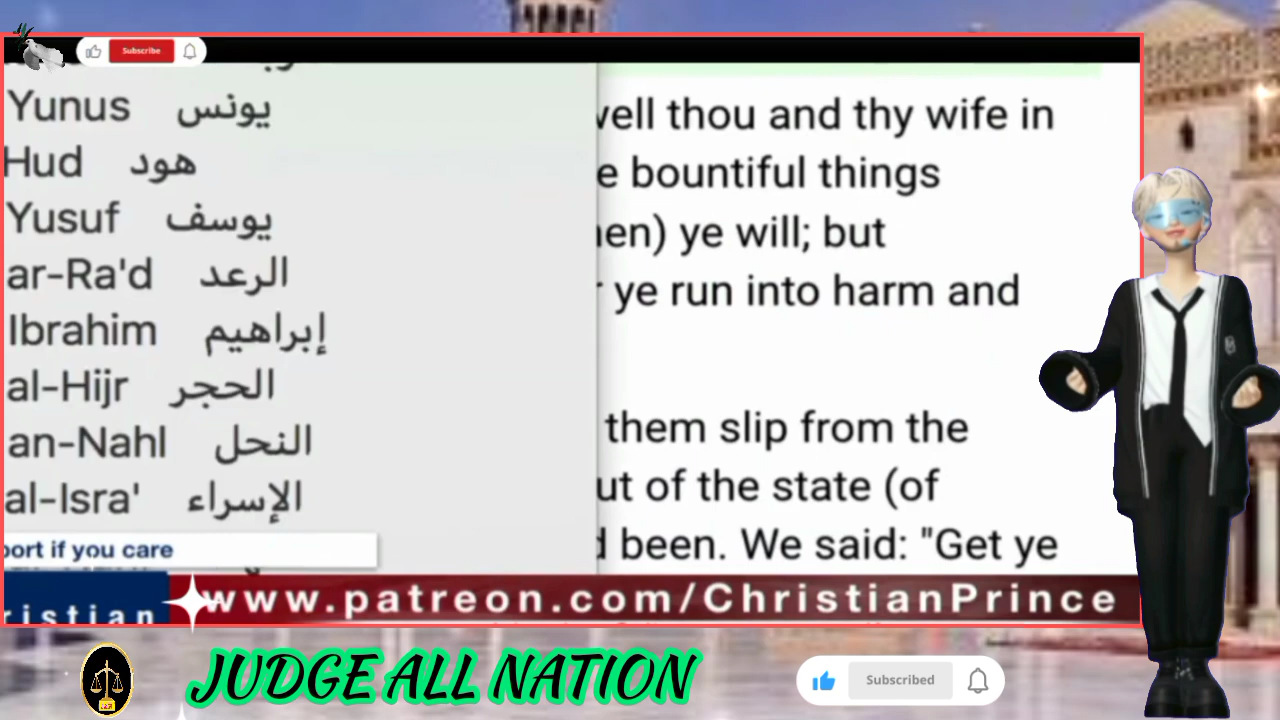 Subscribe
Yunus يونس
Hud هود
Yusuf يوسف
ar-Ra'd الرعد
Ibrahim إبراهيم
al-Hijr الحجر
an-Nahl النحل
al-Isra' الإسراء
vell thou and thy wife in
e bountiful things
en) ye will; but
ye run into harm and
them slip from the
ut of the state (of
been. We said: "Get ye
port if you care
ristian
www.patreon.com/ChristianPrince
JUDGE ALL NATION
Subscribed